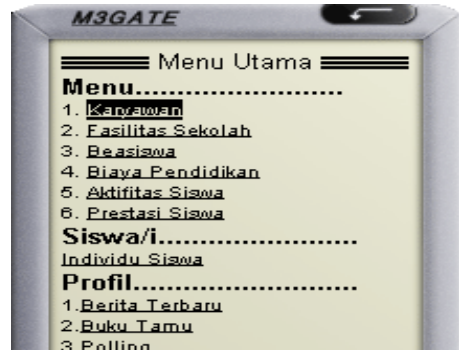 M3GATE
Menu Utama
Menu........................
1. Karyawan
2. Fasilitas Sekolah
3. Beasiswa
4. Biaya Pendidikan
5. Aktifitas Siswa
6. Prestasi Siswa
Siswa/i.......................
Individu Siswa
Profil.........................
1.Berita Terbaru
2.Buku Tamu
3.Polling